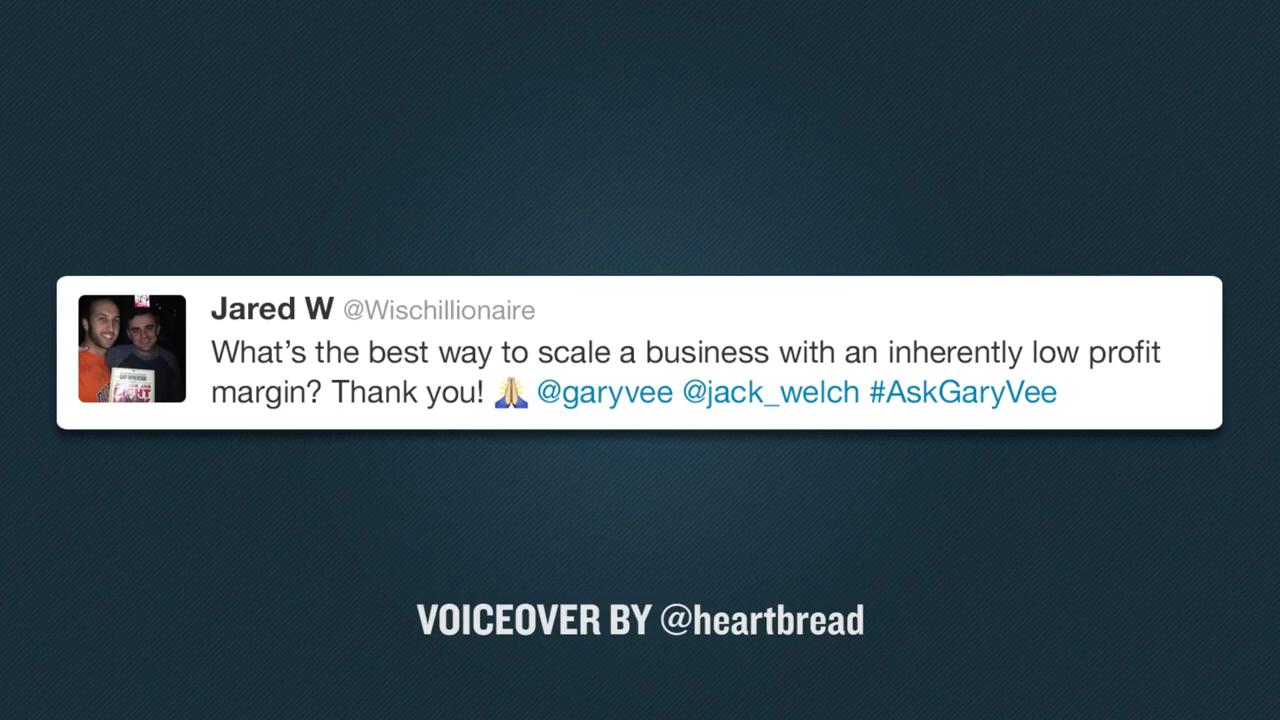 Jared W @Wischillionaire
What’s the best way to scale a business with an inherently low profit
margin? Thank you! 🙏 @garyvee @jack_welch #AskGaryVee
VOICEOVER BY @heartbread